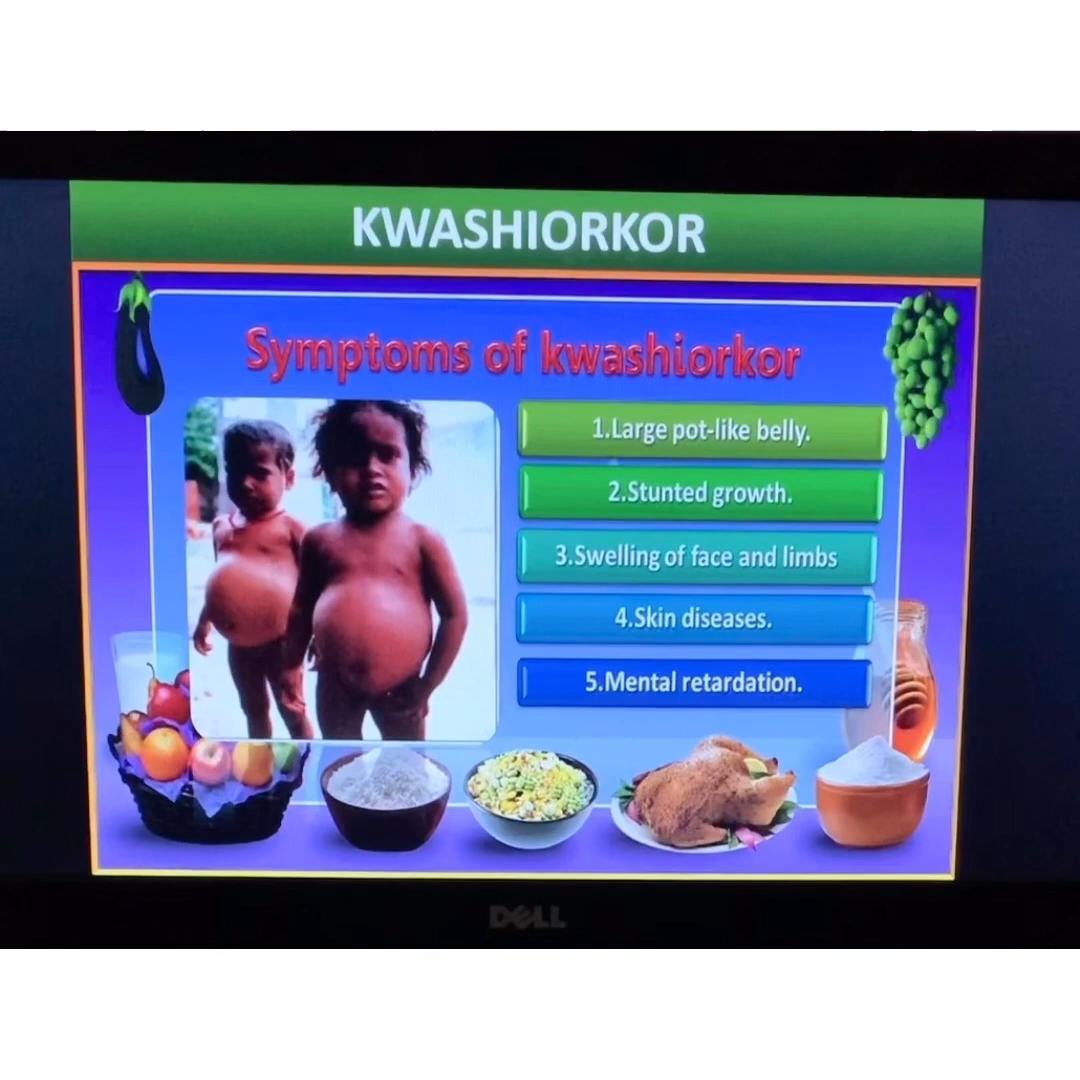 KWASHIORKOR
Symptoms of kwashiorkor
1.Large pot-like belly.
2.Stunted growth.
3.Swelling of face and limbs
4.Skin diseases.
5.Mental retardation.
DELL